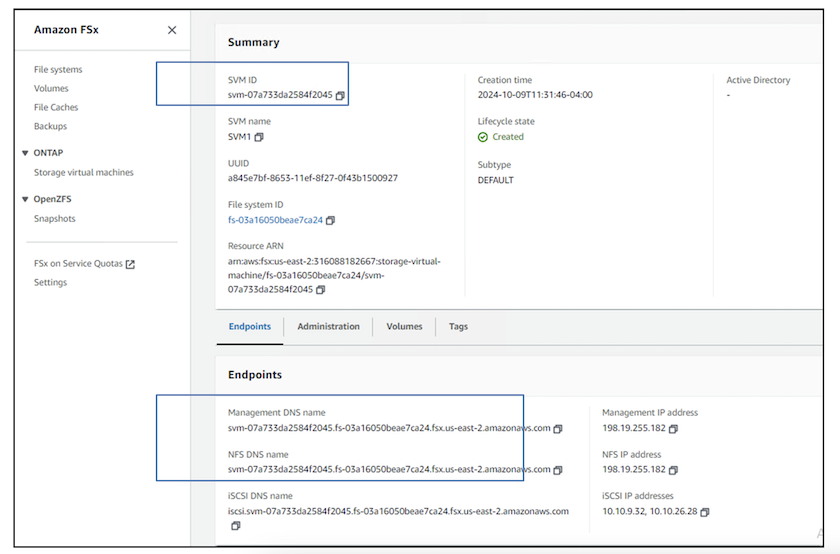 Amazon FSx
File systems
Volumes
File Caches
Backups
ONTAP
Storage virtual machines
OpenZFS
Snapshots
FSx on Service Quotas
Settings
Summary
SVM ID
svm-07a733da2584f2045
SVM name
SVM1
UUID
a845e7bf-8653-11ef-8f27-0f43b1500927
File system ID
fs-03a16050beae7ca24
Resource ARN
arn:aws:fsx:us-east-2:316088182667:storage-virtual-
machine/fs-03a16050beae7ca24/svm-
07a733da2584f2045
Creation time
2024-10-09T11:31:46-04:00
Lifecycle state
Created
Subtype
DEFAULT
Active Directory
-
Endpoints Administration Volumes Tags
Endpoints
Management DNS name
svm-07a733da2584f2045.fs-03a16050beae7ca24.fsx.us-east-2.amazonaws.com
NFS DNS name
svm-07a733da2584f2045.fs-03a16050beae7ca24.fsx.us-east-2.amazonaws.com
iSCSI DNS name
iscsi.svm-07a733da2584f2045.fs-03a16050beae7ca24.fsx.us-east-2.amazonaws.com
Management IP address
198.19.255.182
NFS IP address
198.19.255.182
iSCSI IP addresses
10.10.9.32, 10.10.26.28